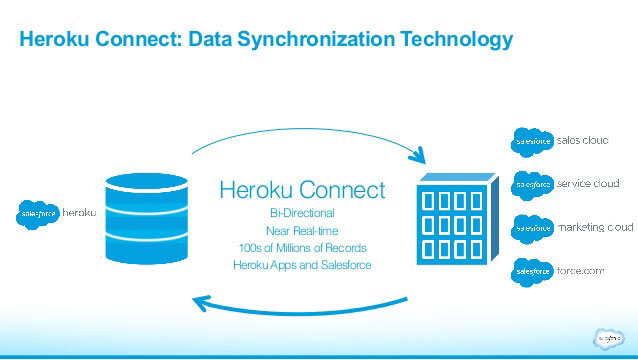 Heroku Connect: Data Synchronization Technology
salesforce heroku
Heroku Connect
Bi-Directional
Near Real-time
100s of Millions of Records
Heroku Apps and Salesforce
salesforce sales cloud
salesforce service cloud
salesforce marketing cloud
salesforce force.com
salesforce